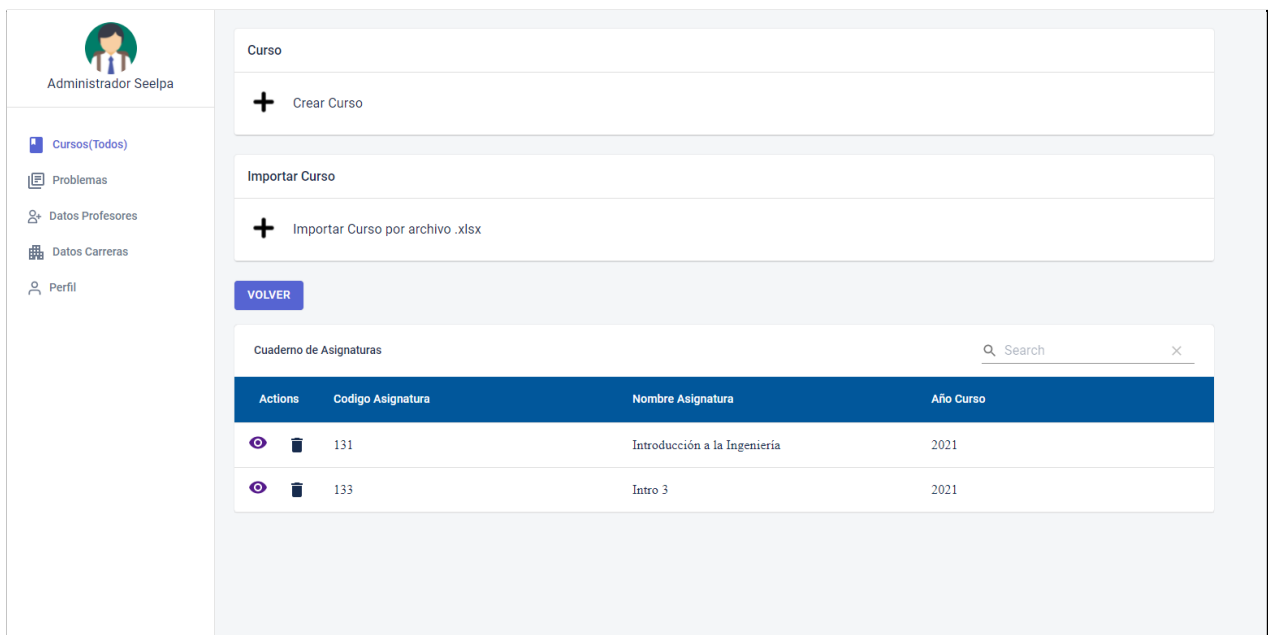 Administrador Seelpa
Cursos(Todos)
Problemas
Datos Profesores
Datos Carreras
Perfil
Curso
Crear Curso
Importar Curso
Importar Curso por archivo .xlsx
VOLVER
Cuaderno de Asignaturas
Search
Actions Codigo Asignatura Nombre Asignatura Año Curso
131 Introducción a la Ingeniería 2021
133 Intro 3 2021